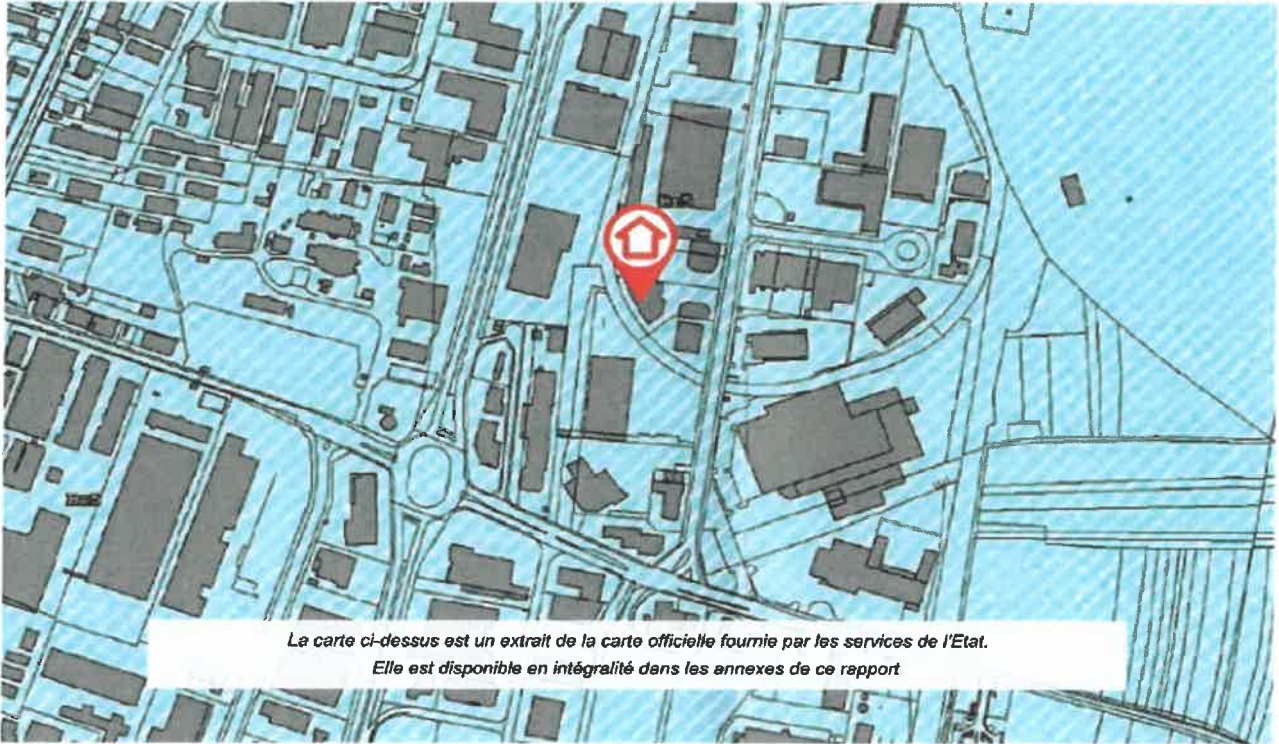 La carte ci-dessus est un extrait de la carte officielle fournie par les services de l'Etat.
Elle est disponible en intégralité dans les annexes de ce rapport